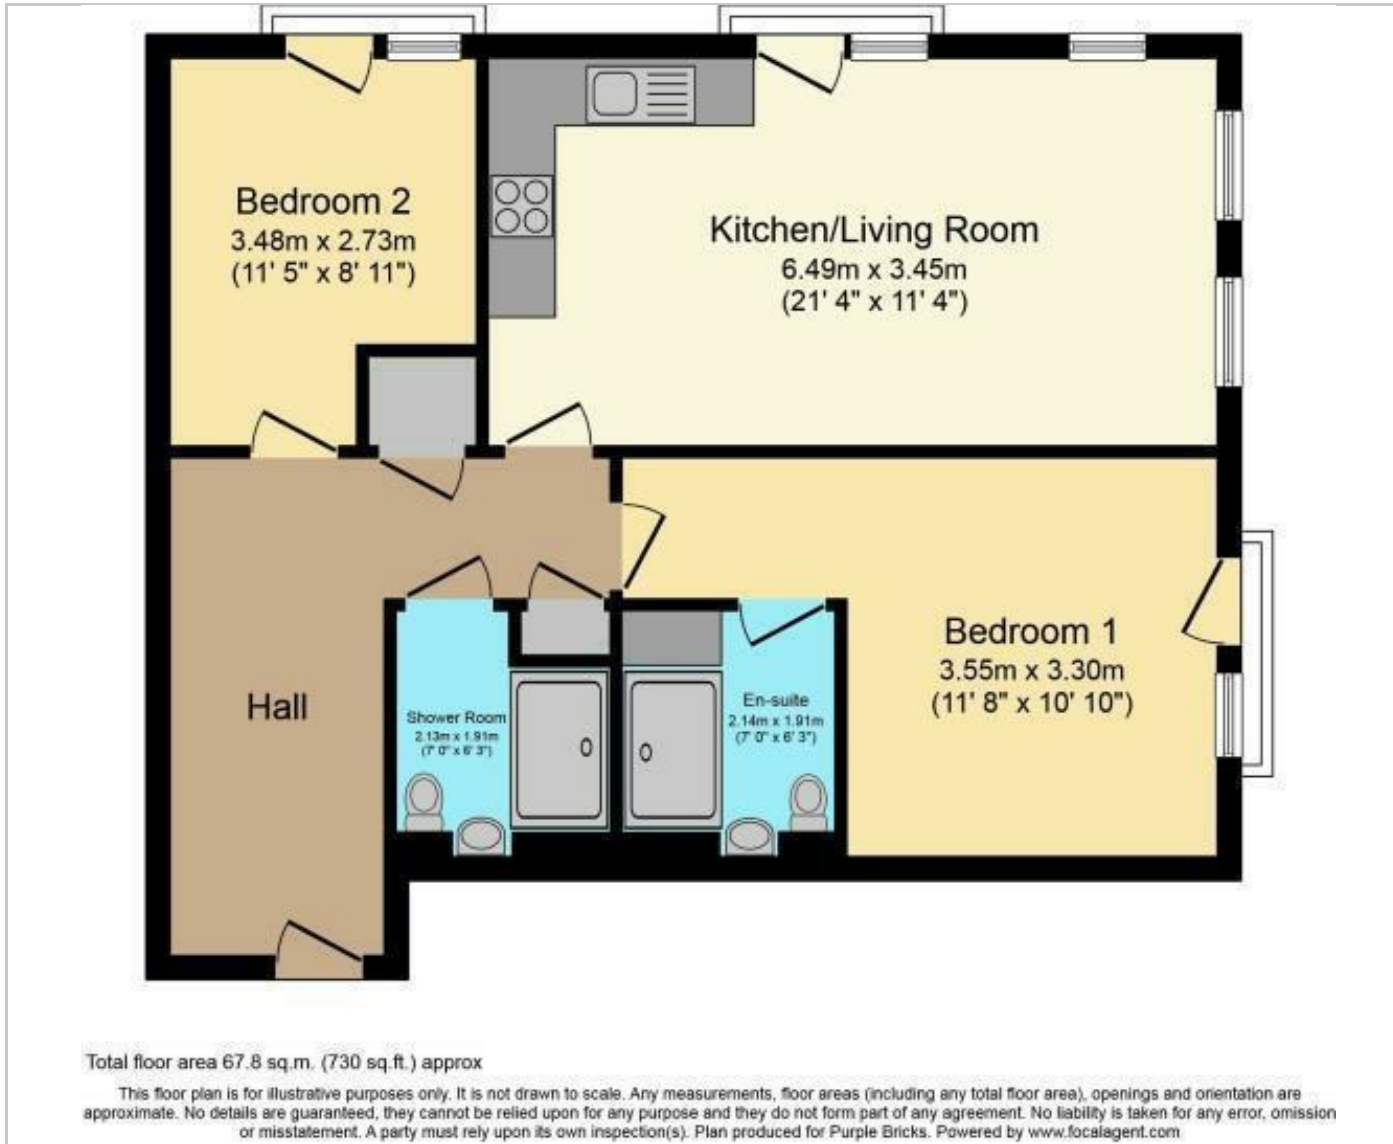 Bedroom 2
3.48m x 2.73m
(11' 5" x 8' 11")
Kitchen/Living Room
6.49m x 3.45m
(21' 4" x 11' 4")
Bedroom 1
3.55m x 3.30m
(11' 8" x 10' 10")
Hall
Shower Room
2.13m x 1.91m
(7' 0" x 6' 3")
En-suite
2.14m x 1.91m
(7' 0" x 6' 3")
Total floor area 67.8 sq.m. (730 sq.ft.) approx
This floor plan is for illustrative purposes only. It is not drawn to scale. Any measurements, floor areas (including any total floor area), openings and orientation are
approximate. No details are guaranteed, they cannot be relied upon for any purpose and they do not form part of any agreement. No liability is taken for any error, omission
or misstatement. A party must rely upon its own inspection(s). Plan produced for Purple Bricks. Powered by www.focalagent.com